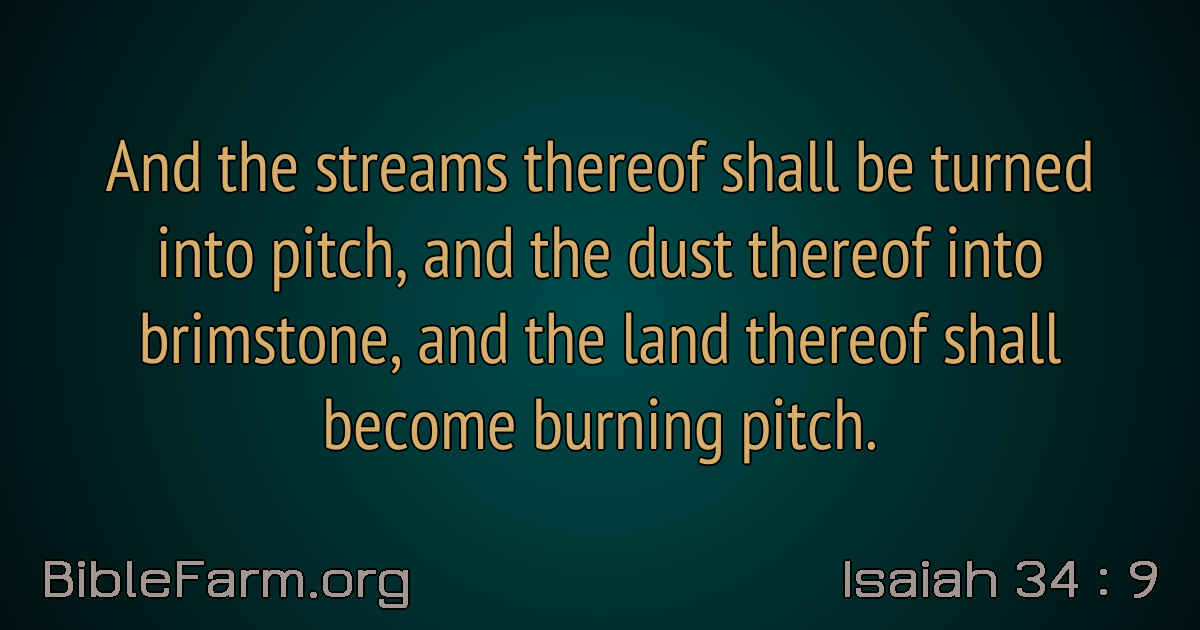 And the streams thereof shall be turned
into pitch, and the dust thereof into
brimstone, and the land thereof shall
become burning pitch.
BibleFarm.org
Isaiah 34 : 9